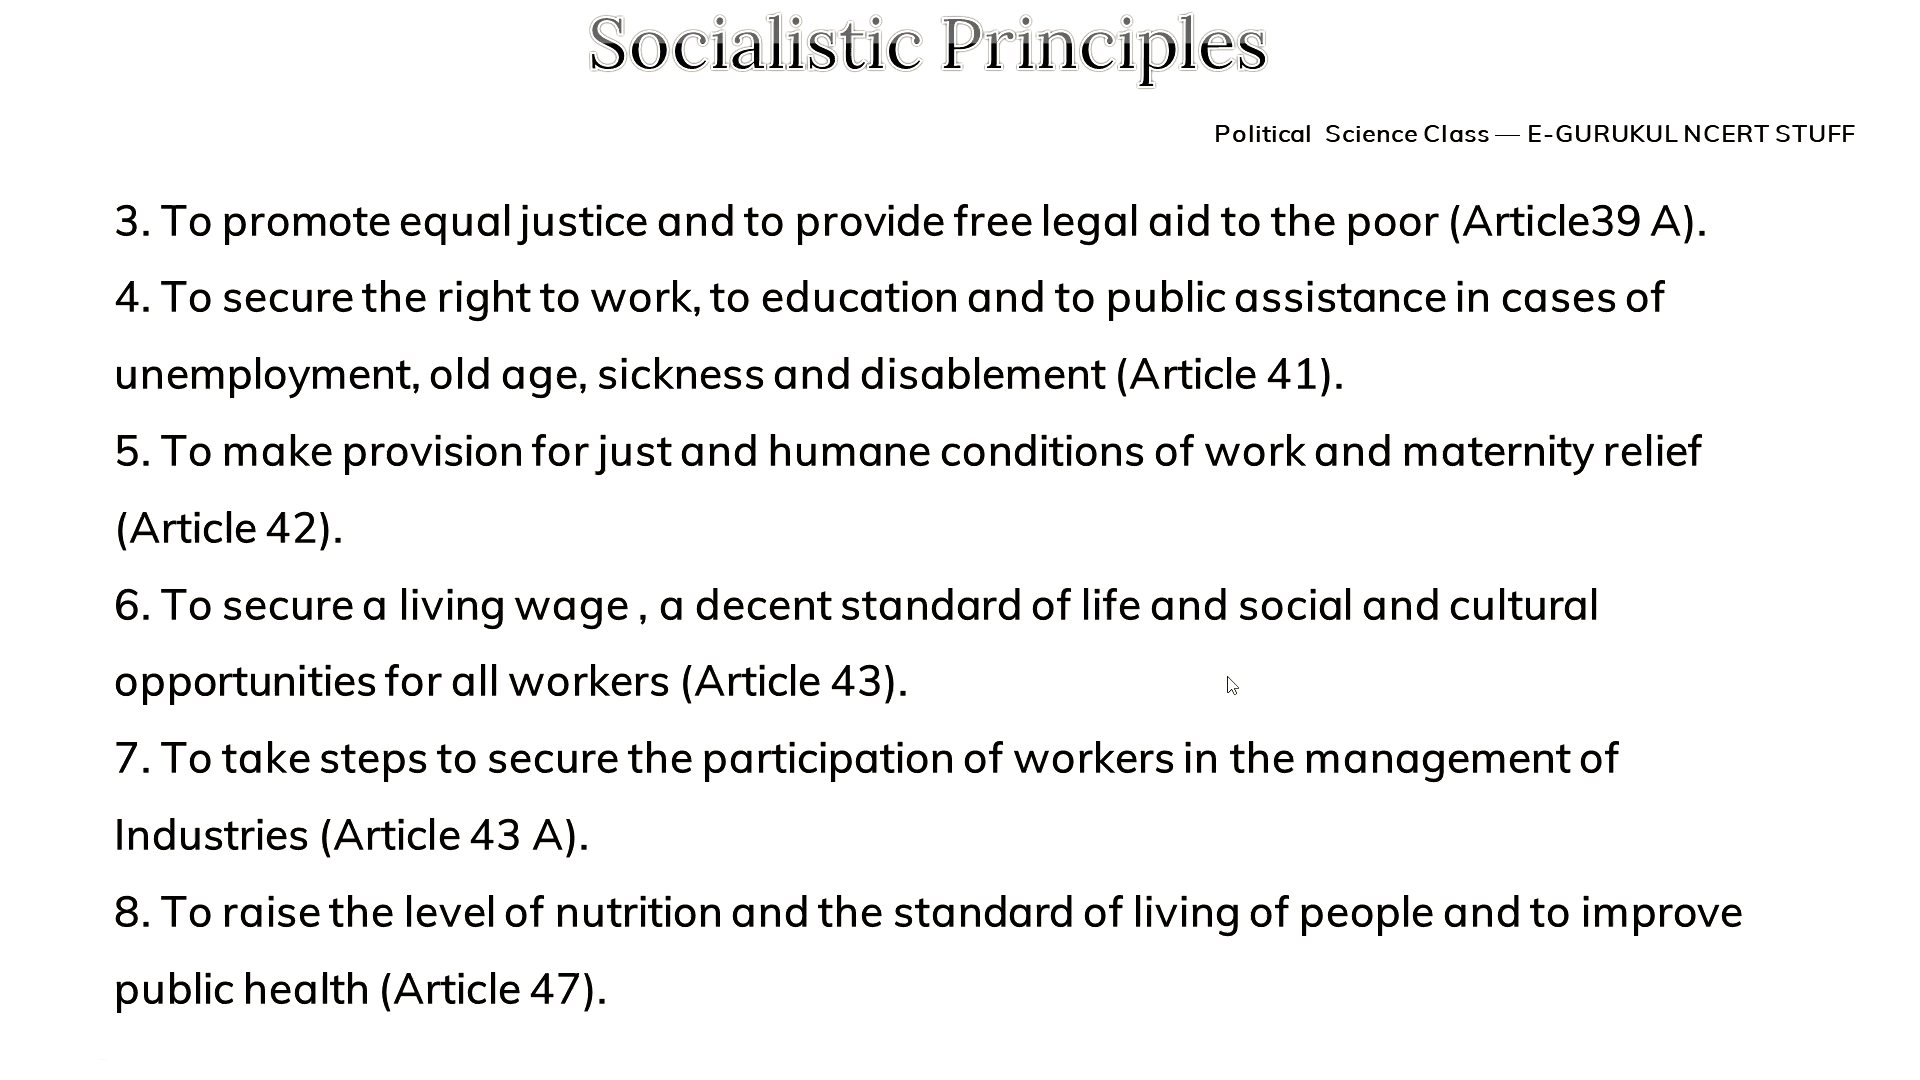 Socialistic Principles
Political Science Class — E-GURUKUL NCERT STUFF
3. To promote equal justice and to provide free legal aid to the poor (Article39 A).
4. To secure the right to work, to education and to public assistance in cases of
unemployment, old age, sickness and disablement (Article 41).
5. To make provision for just and humane conditions of work and maternity relief
(Article 42).
6. To secure a living wage , a decent standard of life and social and cultural
opportunities for all workers (Article 43).
7. To take steps to secure the participation of workers in the management of
Industries (Article 43 A).
8. To raise the level of nutrition and the standard of living of people and to improve
public health (Article 47).